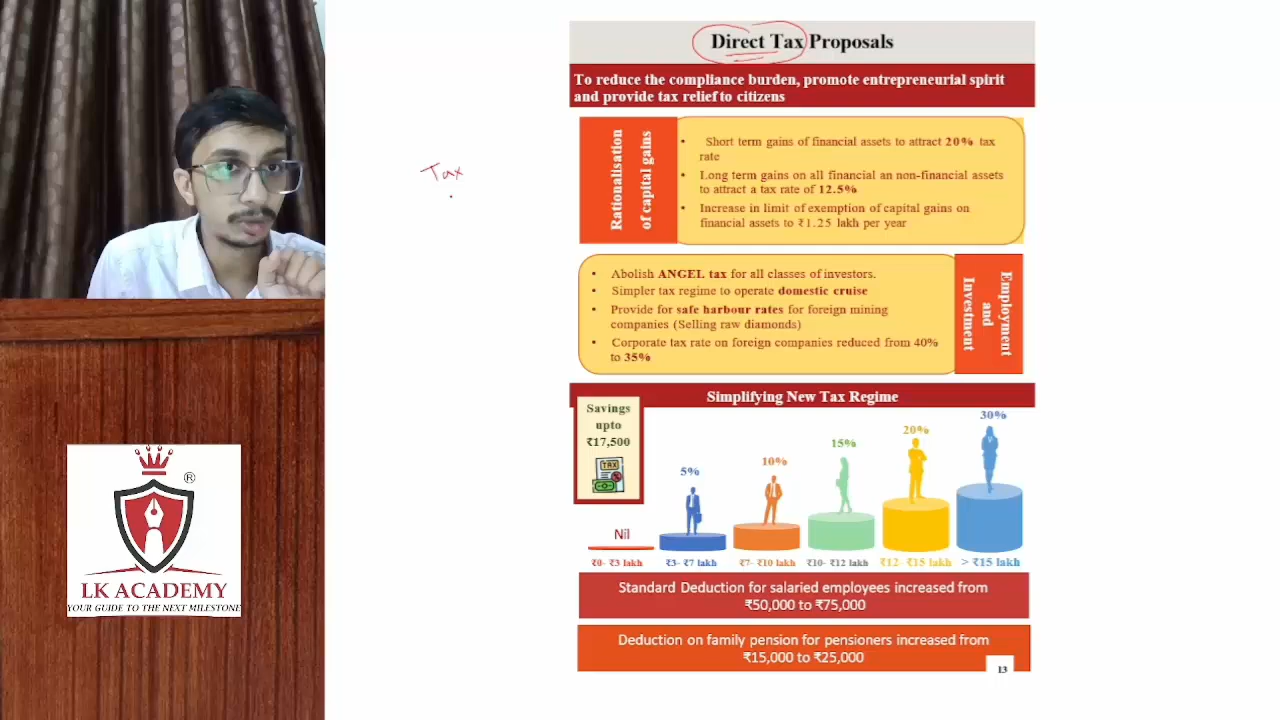 Direct Tax Proposals
To reduce the compliance burden, promote entrepreneurial spirit
and provide tax relief to citizens
Rationalisation
of capital gains
• Short term gains of financial assets to attract 20% tax
rate
• Long term gains on all financial an non-financial assets
to attract a tax rate of 12.5%
• Increase in limit of exemption of capital gains on
financial assets to ₹1.25 lakh per year
Tax
• Abolish ANGEL tax for all classes of investors.
• Simpler tax regime to operate domestic cruise
• Provide for safe harbour rates for foreign mining
companies (Selling raw diamonds)
• Corporate tax rate on foreign companies reduced from 40%
to 35%
Employment
and
Investment
Simplifying New Tax Regime
Savings
upto
₹17,500
TAX
Nil
5%
10%
15%
20%
30%
₹0- ₹3 lakh
₹3- ₹7 lakh
₹7- ₹10 lakh
₹10- ₹12 lakh
₹12- ₹15 lakh
> ₹15 lakh
Standard Deduction for salaried employees increased from
₹50,000 to ₹75,000
Deduction on family pension for pensioners increased from
₹15,000 to ₹25,000
13
®
LK ACADEMY
YOUR GUIDE TO THE NEXT MILESTONE